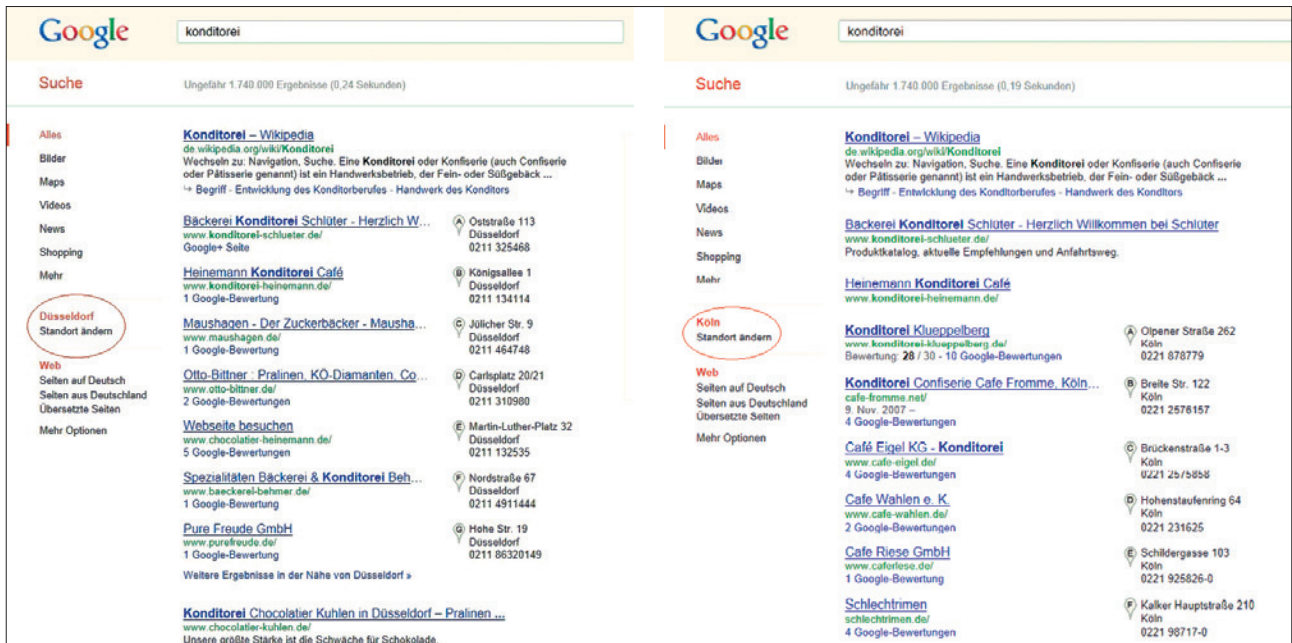 Google
konditorei
Suche
Ungefähr 1.740.000 Ergebnisse (0,24 Sekunden)
Alles
Bilder
Maps
Videos
News
Shopping
Mehr
Düsseldorf
Standort ändern
Web
Seiten auf Deutsch
Seiten aus Deutschland
Übersetzte Seiten
Mehr Optionen
Konditorei – Wikipedia
de.wikipedia.org/wiki/Konditorei
Wechseln zu: Navigation, Suche. Eine Konditorei oder Konfiserie (auch Confiserie
oder Pâtisserie genannt) ist ein Handwerksbetrieb, der Fein- oder Süßgebäck ...
↳ Begriff - Entwicklung des Konditorberufes - Handwerk des Konditors
Bäckerei Konditorei Schlüter - Herzlich W...
www.konditorei-schlueter.de/
Google+ Seite
A Oststraße 113
Düsseldorf
0211 325468
Heinemann Konditorei Café
www.konditorei-heinemann.de/
1 Google-Bewertung
B Königsallee 1
Düsseldorf
0211 134114
Maushagen - Der Zuckerbäcker - Mausha...
www.maushagen.de/
1 Google-Bewertung
C Jülicher Str. 9
Düsseldorf
0211 464748
Otto-Bittner : Pralinen, KÖ-Diamanten, Co...
www.otto-bittner.de/
2 Google-Bewertungen
D Carlsplatz 20/21
Düsseldorf
0211 310980
Webseite besuchen
www.chocolatier-heinemann.de/
5 Google-Bewertungen
E Martin-Luther-Platz 32
Düsseldorf
0211 132535
Spezialitäten Bäckerei & Konditorei Beh...
www.baeckerei-behmer.de/
1 Google-Bewertung
F Nordstraße 67
Düsseldorf
0211 4911444
Pure Freude GmbH
www.purefreude.de/
1 Google-Bewertung
G Hohe Str. 19
Düsseldorf
0211 86320149
Weitere Ergebnisse in der Nähe von Düsseldorf »
Konditorei Chocolatier Kuhlen in Düsseldorf – Pralinen ...
www.chocolatier-kuhlen.de/
Unsere größte Stärke ist die Schwäche für Schokolade.
Google
konditorei
Suche
Ungefähr 1.740.000 Ergebnisse (0,19 Sekunden)
Alles
Bilder
Maps
Videos
News
Shopping
Mehr
Köln
Standort ändern
Web
Seiten auf Deutsch
Seiten aus Deutschland
Übersetzte Seiten
Mehr Optionen
Konditorei – Wikipedia
de.wikipedia.org/wiki/Konditorei
Wechseln zu: Navigation, Suche. Eine Konditorei oder Konfiserie (auch Confiserie
oder Pâtisserie genannt) ist ein Handwerksbetrieb, der Fein- oder Süßgebäck ...
↳ Begriff - Entwicklung des Konditorberufes - Handwerk des Konditors
Bäckerei Konditorei Schlüter - Herzlich Willkommen bei Schlüter
www.konditorei-schlueter.de/
Produktkatalog, aktuelle Empfehlungen und Anfahrtsweg.
Heinemann Konditorei Café
www.konditorei-heinemann.de/
Konditorei Klueppelberg
www.konditorei-klueppelberg.de/
Bewertung: 28 / 30 - 10 Google-Bewertungen
A Olpener Straße 262
Köln
0221 878779
Konditorei Confiserie Cafe Fromme, Köln...
cafe-fromme.net/
9. Nov. 2007 –
4 Google-Bewertungen
B Breite Str. 122
Köln
0221 2576157
Café Eigel KG - Konditorei
www.cafe-eigel.de/
4 Google-Bewertungen
C Brückenstraße 1-3
Köln
0221 2575858
Cafe Wahlen e. K.
www.cafe-wahlen.de/
2 Google-Bewertungen
D Hohenstaufenring 64
Köln
0221 231625
Cafe Riese GmbH
www.caferiese.de/
1 Google-Bewertung
E Schildergasse 103
Köln
0221 925826-0
Schlechtrimen
schlechtrimen.de/
4 Google-Bewertungen
F Kalker Hauptstraße 210
Köln
0221 98717-0